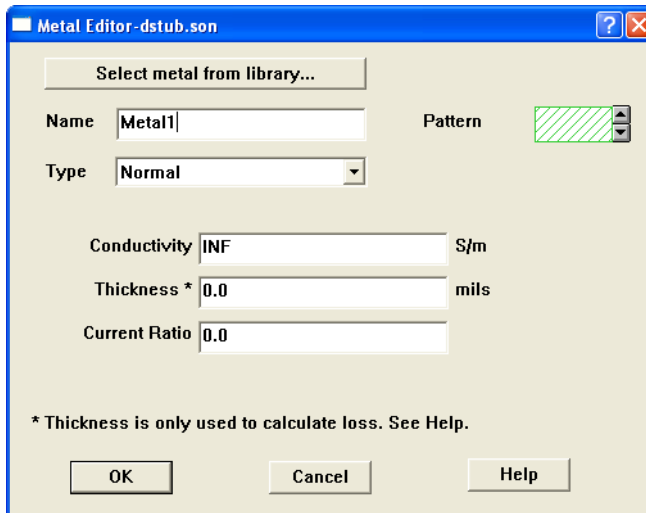 Metal Editor-dstub.son
Select metal from library...
Name Metal1 Pattern
Type Normal
Conductivity INF S/m
Thickness * 0.0 mils
Current Ratio 0.0
* Thickness is only used to calculate loss. See Help.
OK Cancel Help